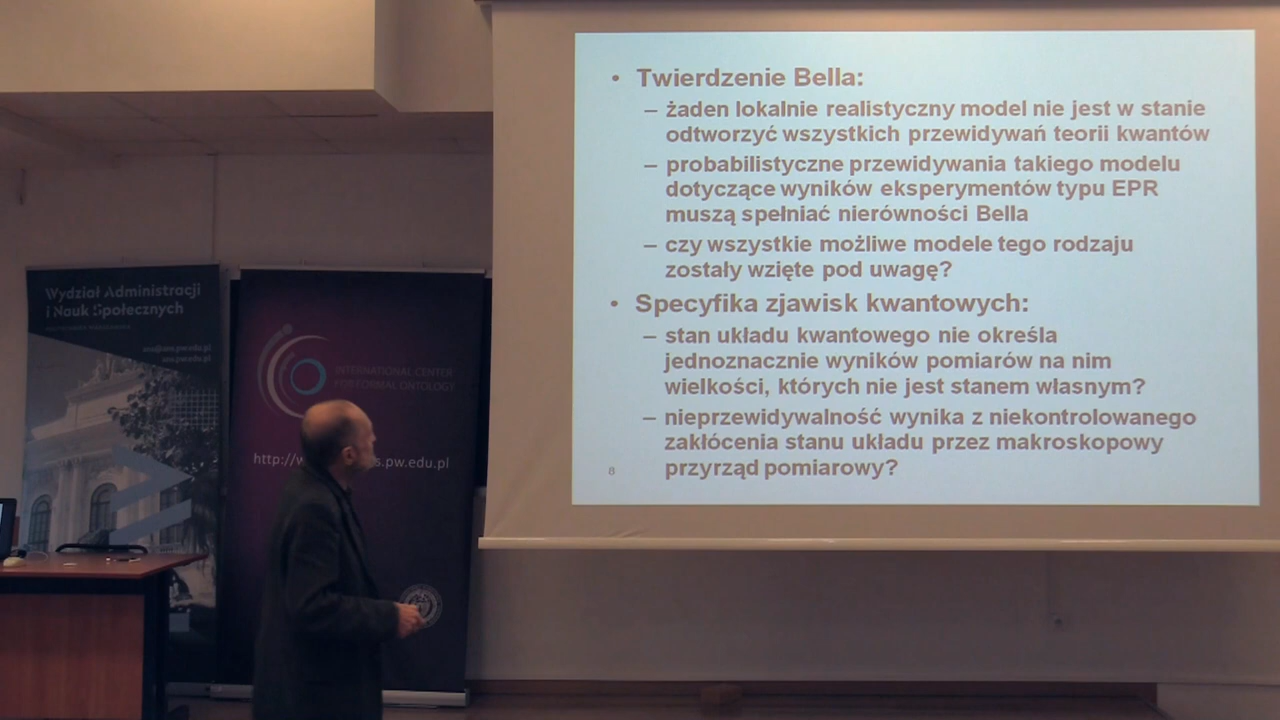 • Twierdzenie Bella:
– żaden lokalnie realistyczny model nie jest w stanie
odtworzyć wszystkich przewidywań teorii kwantów
– probabilistyczne przewidywania takiego modelu
dotyczące wyników eksperymentów typu EPR
muszą spełniać nierówności Bella
– czy wszystkie możliwe modele tego rodzaju
zostały wzięte pod uwagę?
• Specyfika zjawisk kwantowych:
– stan układu kwantowego nie określa
jednoznacznie wyników pomiarów na nim
wielkości, których nie jest stanem własnym?
– nieprzewidywalność wynika z niekontrolowanego
zakłócenia stanu układu przez makroskopowy
przyrząd pomiarowy?
8
Wydział Administracji
i Nauk Społecznych
INTERNATIONAL CENTER
FOR FORMAL ONTOLOGY
s.pw.edu.pl